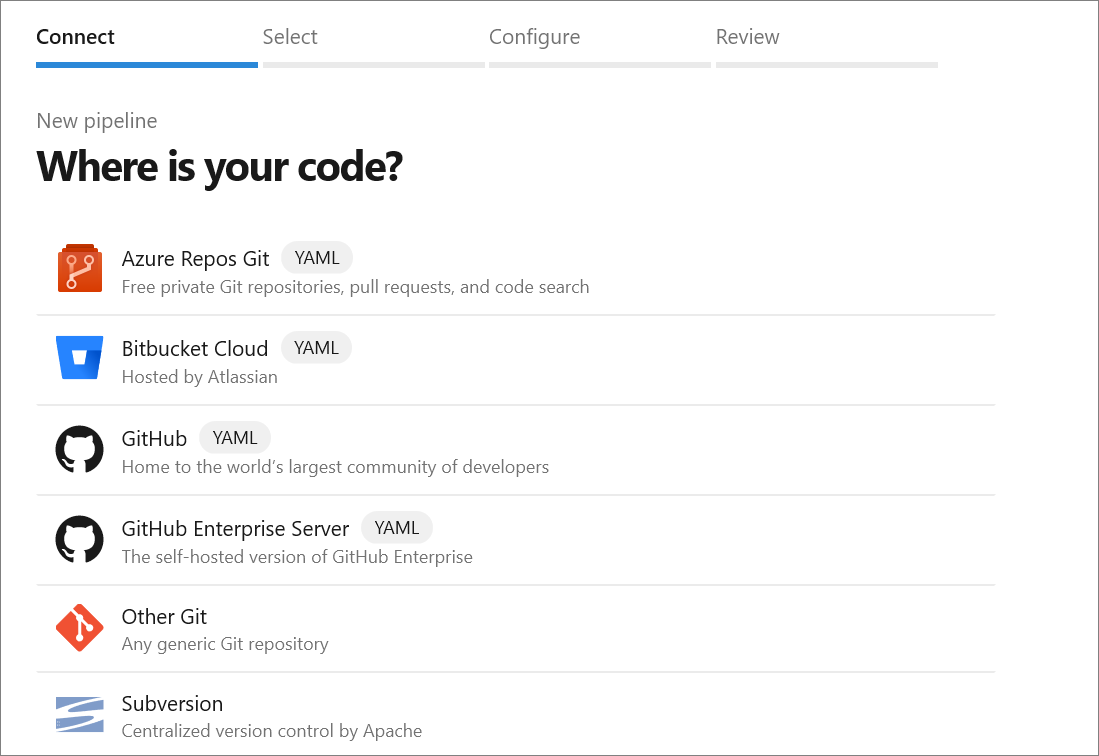 Connect
Select
Configure
Review
New pipeline
Where is your code?
Azure Repos Git YAML
Free private Git repositories, pull requests, and code search
Bitbucket Cloud YAML
Hosted by Atlassian
GitHub YAML
Home to the world’s largest community of developers
GitHub Enterprise Server YAML
The self-hosted version of GitHub Enterprise
Other Git
Any generic Git repository
Subversion
Centralized version control by Apache